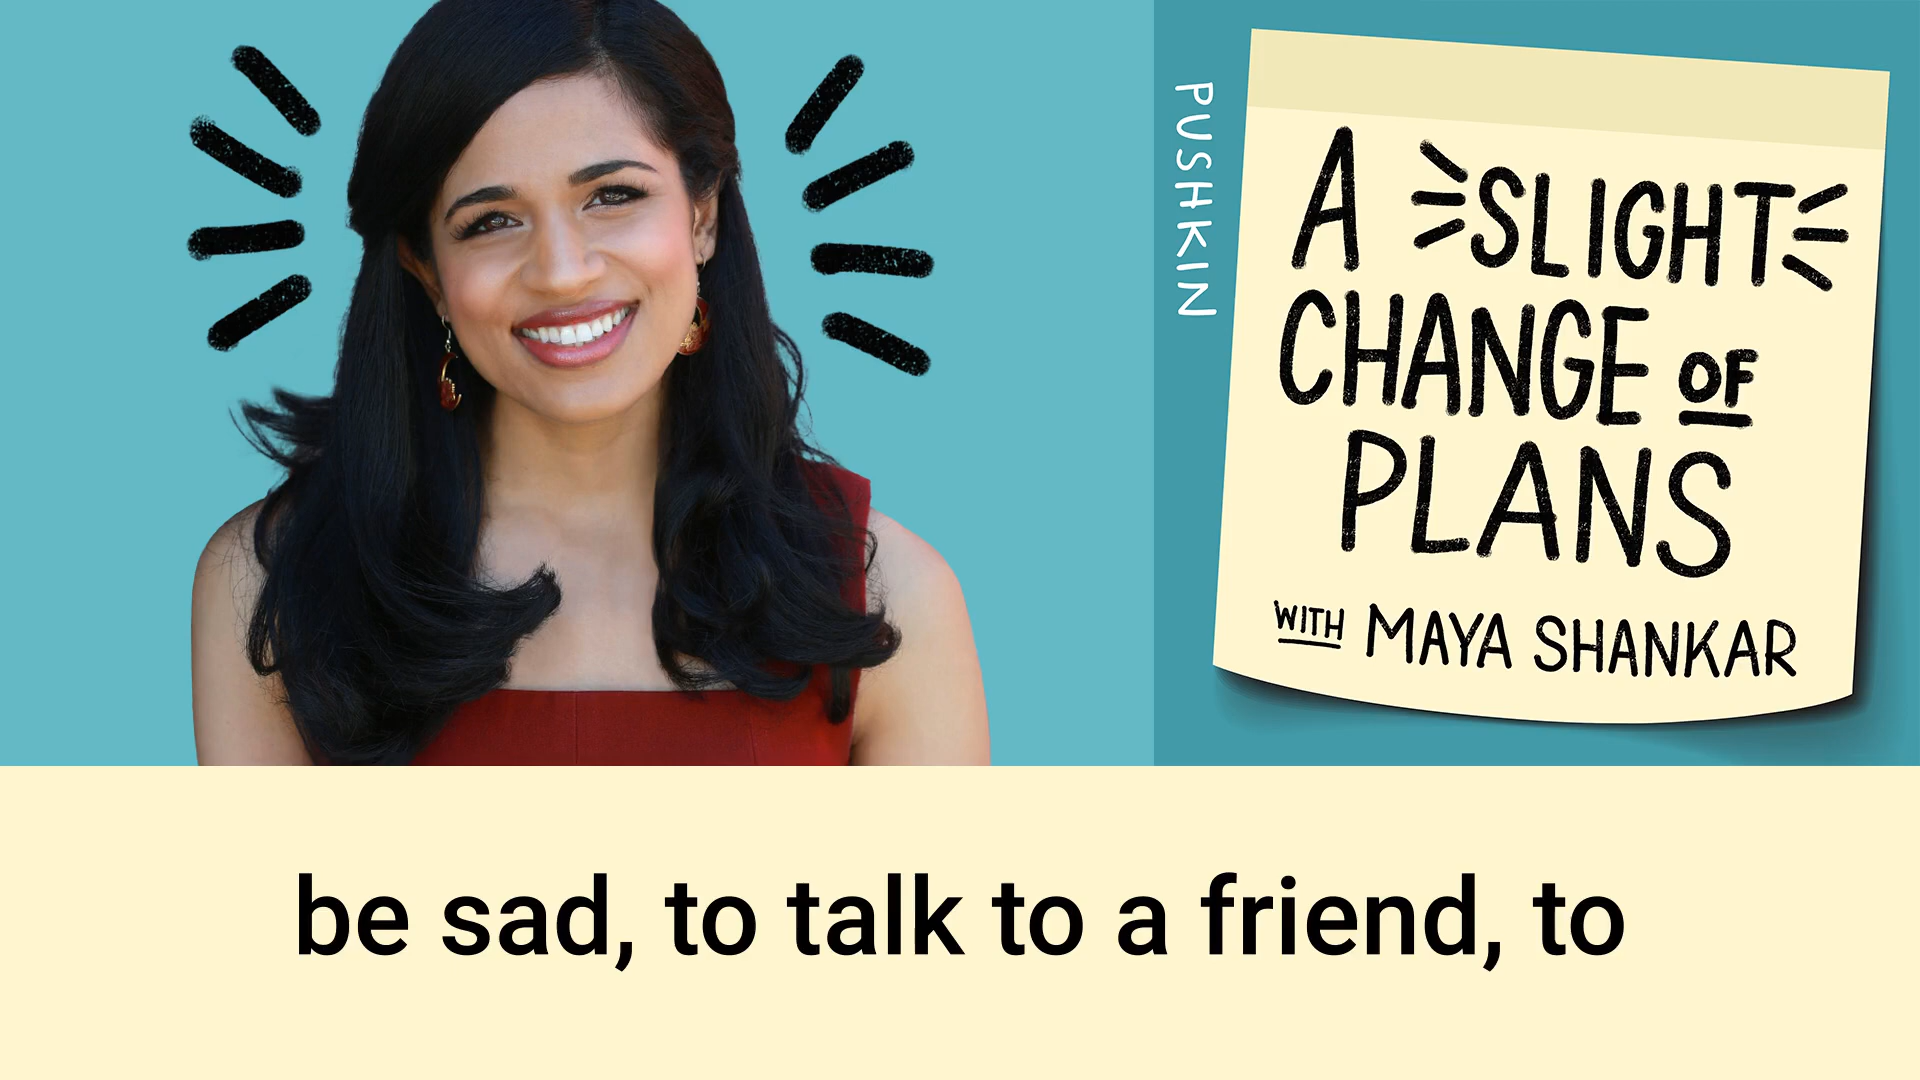 PUSHKIN
A SLIGHT
CHANGE OF
PLANS
WITH MAYA SHANKAR
be sad, to talk to a friend, to